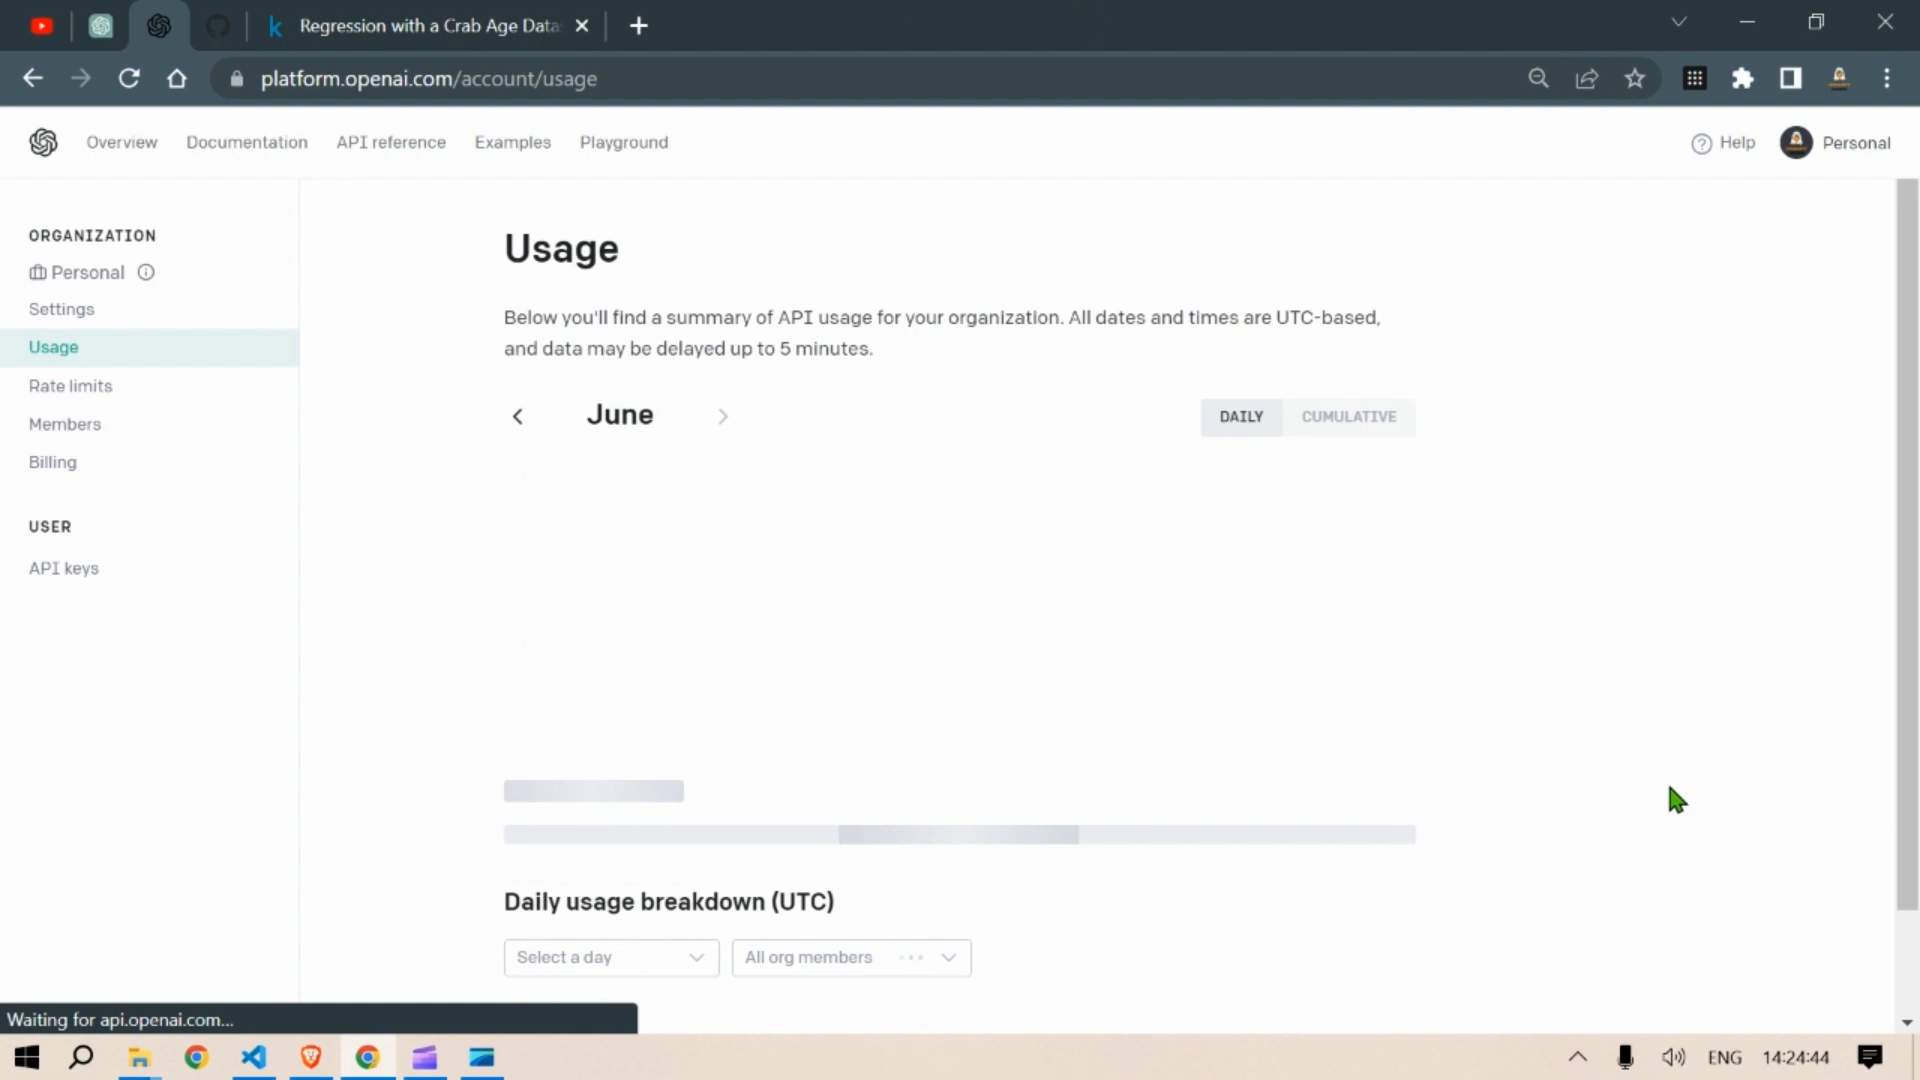 Regression with a Crab Age Data
platform.openai.com/account/usage
Overview
Documentation
API reference
Examples
Playground
Help
Personal
ORGANIZATION
Personal
Settings
Usage
Rate limits
Members
Billing
USER
API keys
Usage
Below you'll find a summary of API usage for your organization. All dates and times are UTC-based,
and data may be delayed up to 5 minutes.
June
DAILY
CUMULATIVE
Daily usage breakdown (UTC)
Select a day
All org members
Waiting for api.openai.com...
ENG
14:24:44